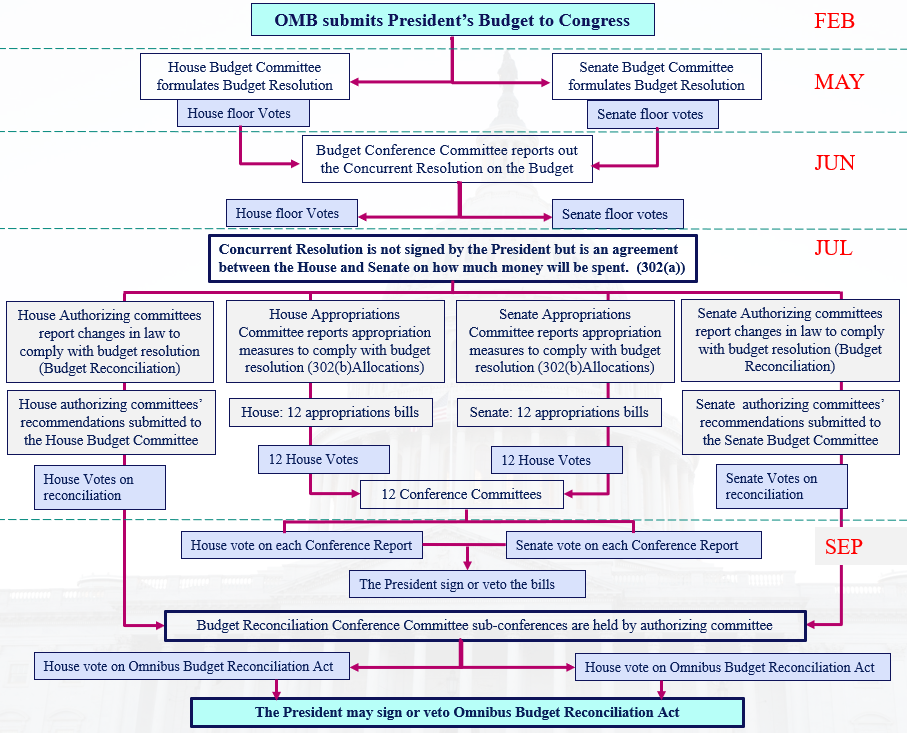 OMB submits President's Budget to Congress
FEB
House Budget Committee
formulates Budget Resolution
Senate Budget Committee
formulates Budget Resolution
MAY
House floor Votes
Senate floor votes
Budget Conference Committee reports out
the Concurrent Resolution on the Budget
JUN
House floor Votes
Senate floor votes
Concurrent Resolution is not signed by the President but is an agreement
between the House and Senate on how much money will be spent. (302(a))
JUL
House Authorizing committees
report changes in law to
comply with budget resolution
(Budget Reconciliation)
House Appropriations
Committee reports appropriation
measures to comply with budget
resolution (302(b)Allocations)
Senate Appropriations
Committee reports appropriation
measures to comply with budget
resolution (302(b)Allocations)
Senate Authorizing committees
report changes in law to comply
with budget resolution (Budget
Reconciliation)
House authorizing committees'
recommendations submitted to
the House Budget Committee
House: 12 appropriations bills
Senate: 12 appropriations bills
Senate authorizing committees'
recommendations submitted to
the Senate Budget Committee
12 House Votes
12 House Votes
House Votes on
reconciliation
Senate Votes on
reconciliation
12 Conference Committees
House vote on each Conference Report
Senate vote on each Conference Report
SEP
The President sign or veto the bills
Budget Reconciliation Conference Committee sub-conferences are held by authorizing committee
House vote on Omnibus Budget Reconciliation Act
House vote on Omnibus Budget Reconciliation Act
The President may sign or veto Omnibus Budget Reconciliation Act